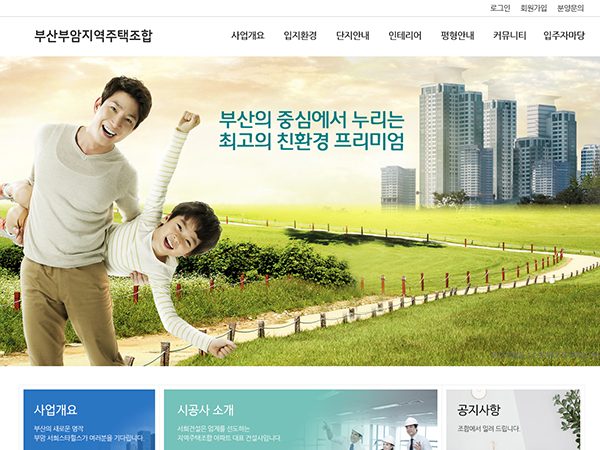 로그인 회원가입 분양문의
부산부암지역주택조합 사업개요 입지환경 단지안내 인테리어 평형안내 커뮤니티 입주자마당
부산의 중심에서 누리는
최고의 친환경 프리미엄
사업개요
부산의 새로운 명작
부암 서희스타힐스가 여러분을 기다립니다.
시공사 소개
서희건설은 업계를 선도하는
지역주택조합 아파트 대표 건설사입니다.
공지사항
조합에서 알려 드립니다.